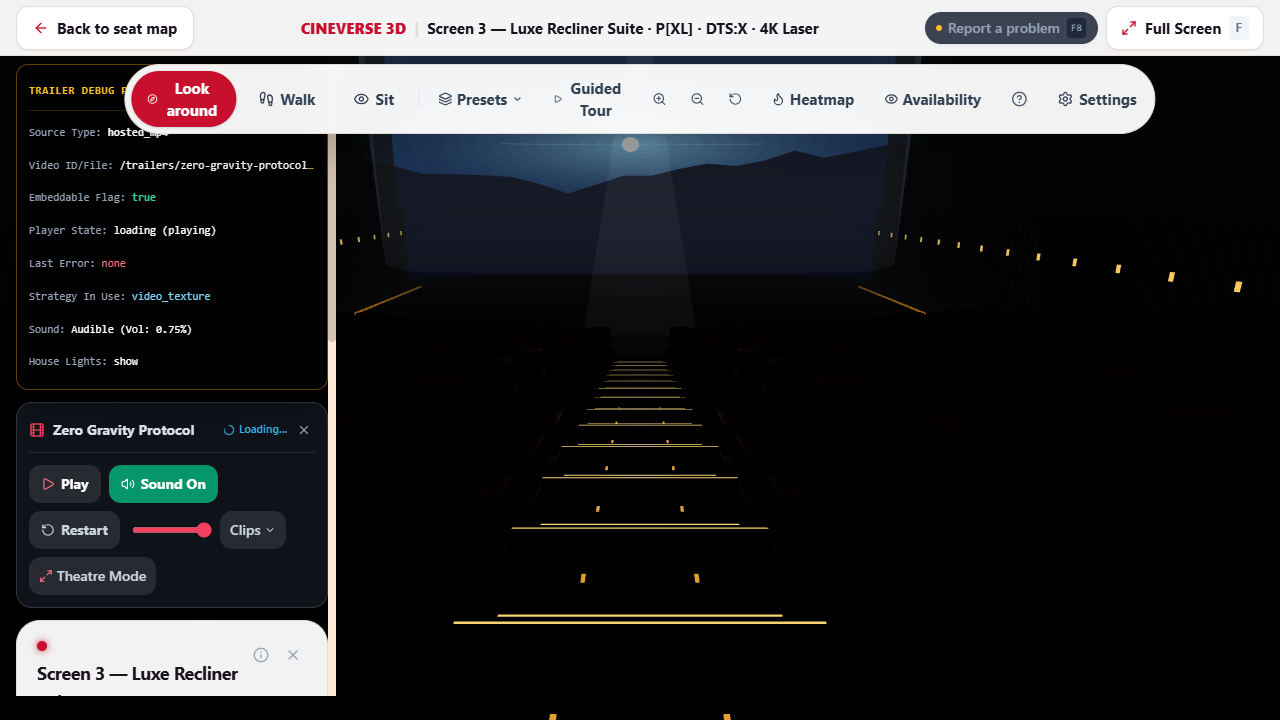 Back to seat map
CINEVERSE 3D | Screen 3 — Luxe Recliner Suite · P[XL] · DTS:X · 4K Laser
Report a problem F8
Full Screen F
Look around
Walk
Sit
Presets
Guided Tour
Heatmap
Availability
Settings
TRAILER DEBUG
Source Type: hosted_mp4
Video ID/File: /trailers/zero-gravity-protocol…
Embeddable Flag: true
Player State: loading (playing)
Last Error: none
Strategy In Use: video_texture
Sound: Audible (Vol: 0.75%)
House Lights: show
Zero Gravity Protocol
Loading...
Play
Sound On
Restart
Clips
Theatre Mode
Screen 3 — Luxe Recliner